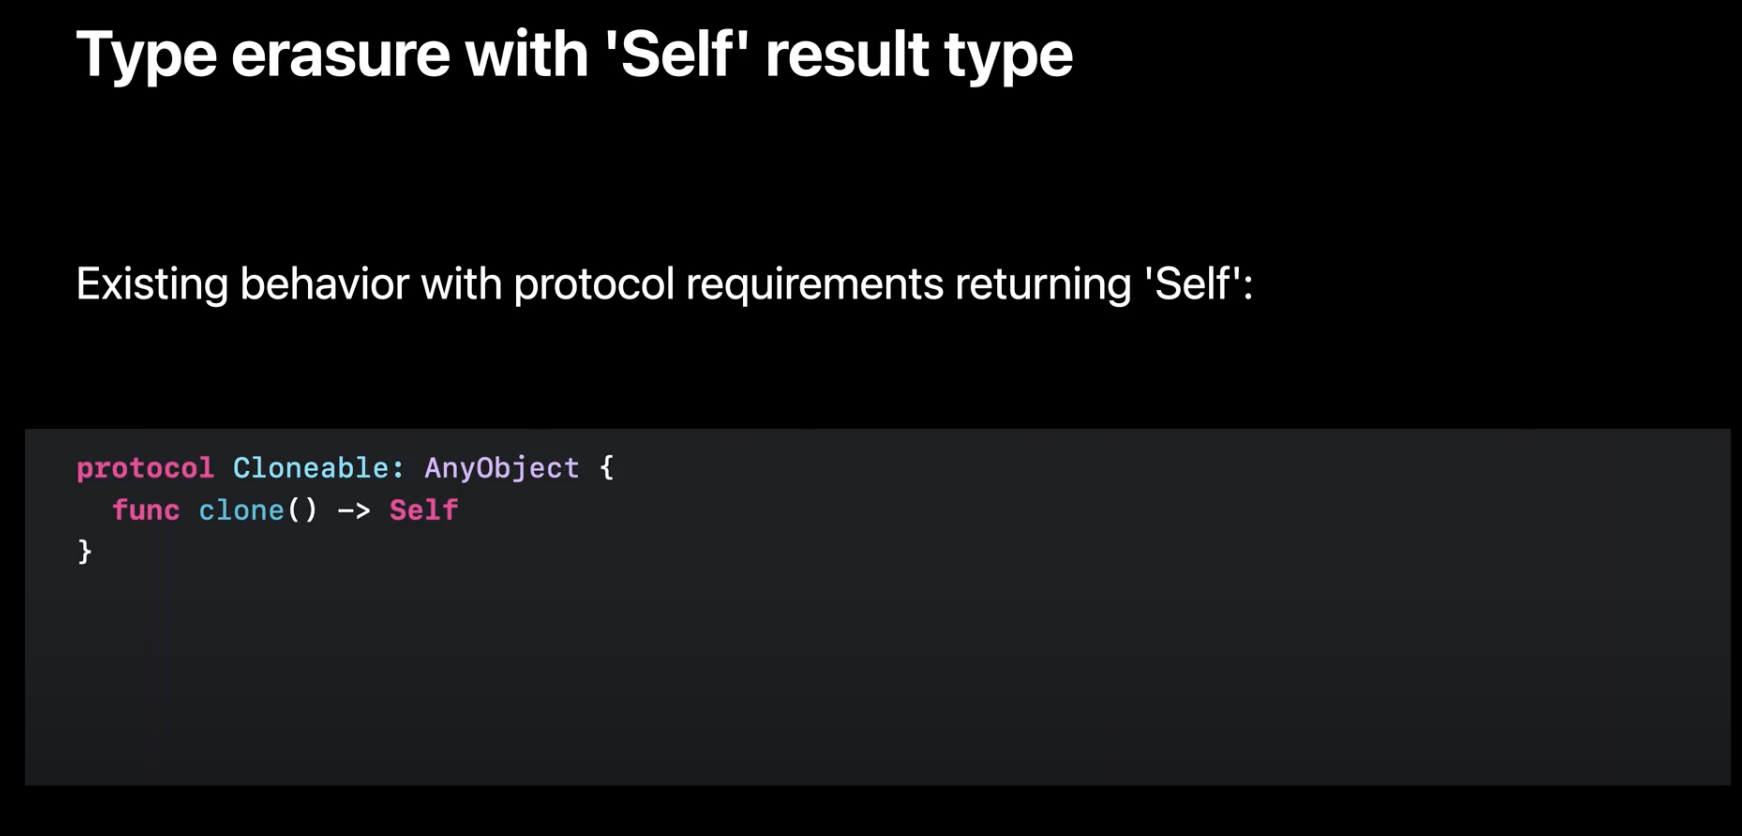 Type erasure with 'Self' result type
Existing behavior with protocol requirements returning 'Self':
protocol Cloneable: AnyObject {
  func clone() -> Self
}